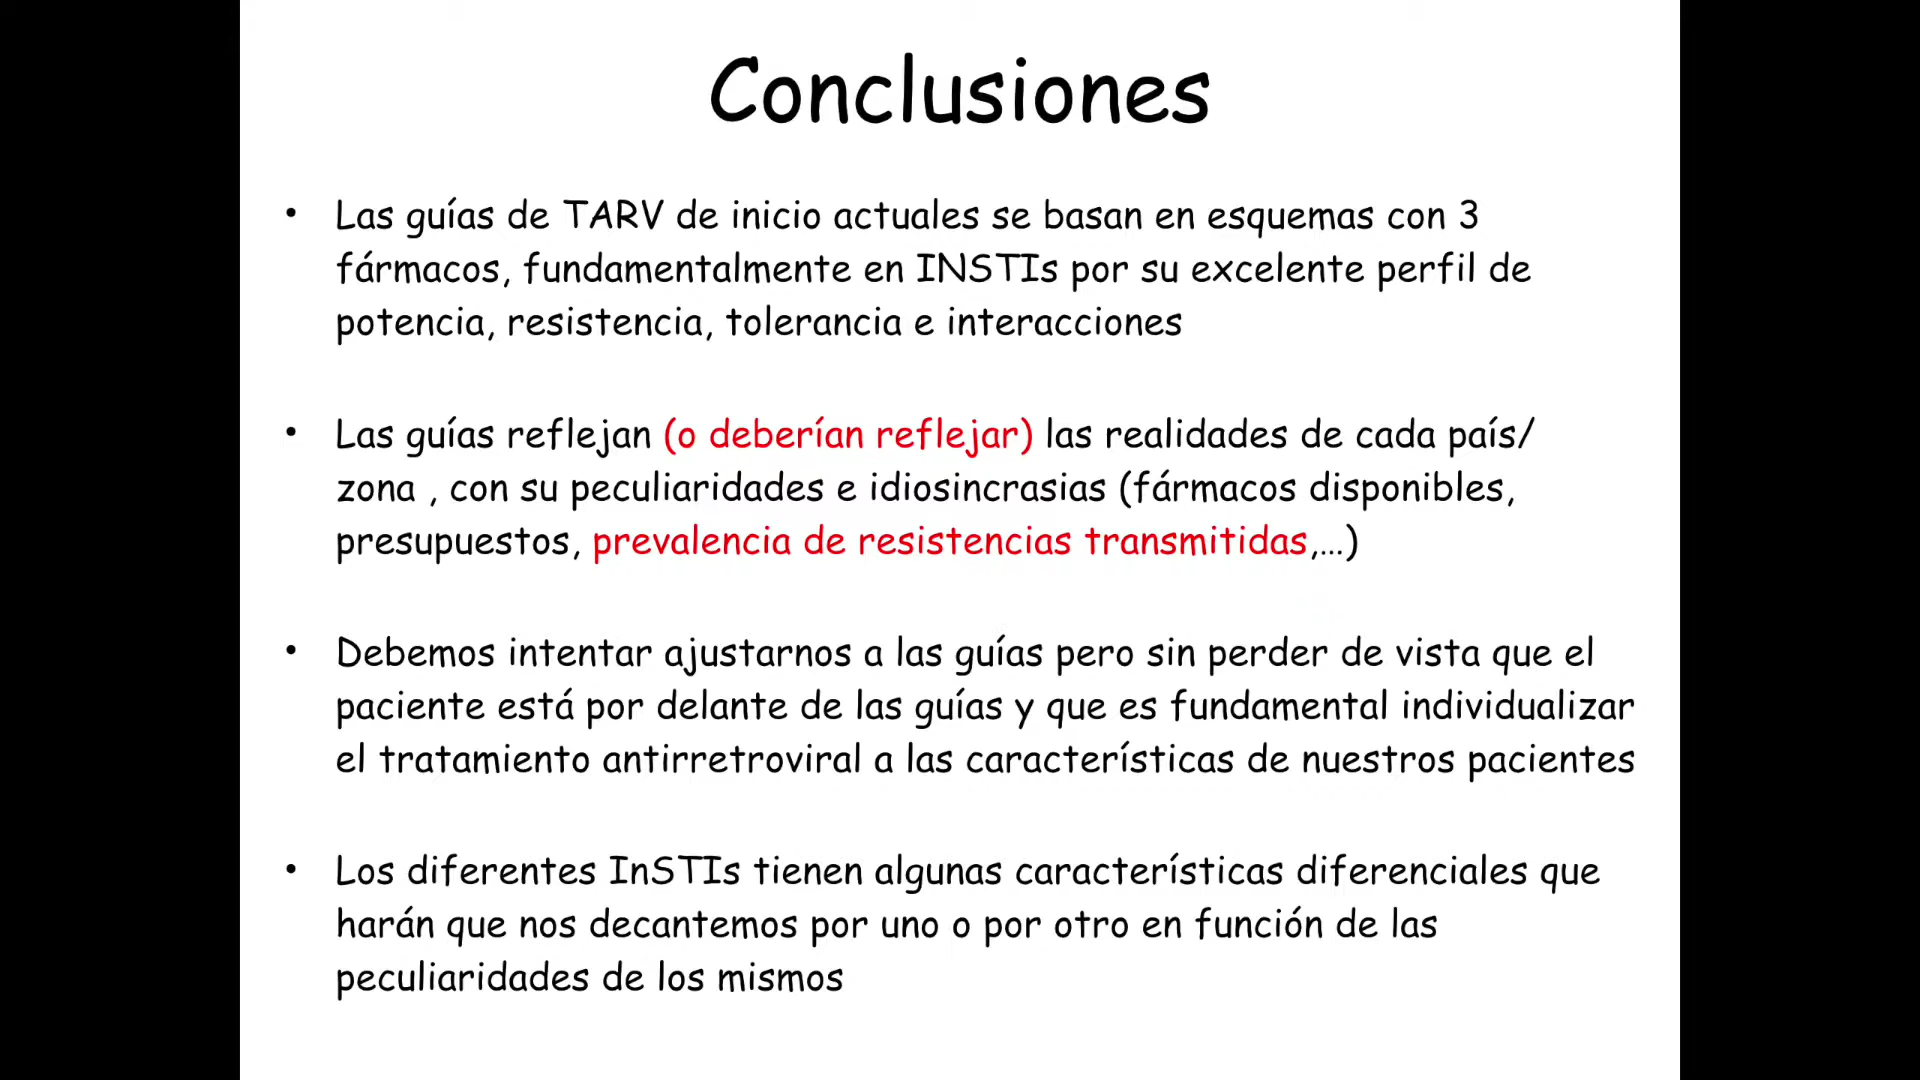 Conclusiones
• Las guías de TARV de inicio actuales se basan en esquemas con 3
fármacos, fundamentalmente en INSTIs por su excelente perfil de
potencia, resistencia, tolerancia e interacciones
• Las guías reflejan (o deberían reflejar) las realidades de cada país/
zona , con su peculiaridades e idiosincrasias (fármacos disponibles,
presupuestos, prevalencia de resistencias transmitidas,...)
• Debemos intentar ajustarnos a las guías pero sin perder de vista que el
paciente está por delante de las guías y que es fundamental individualizar
el tratamiento antirretroviral a las características de nuestros pacientes
• Los diferentes InSTIs tienen algunas características diferenciales que
harán que nos decantemos por uno o por otro en función de las
peculiaridades de los mismos